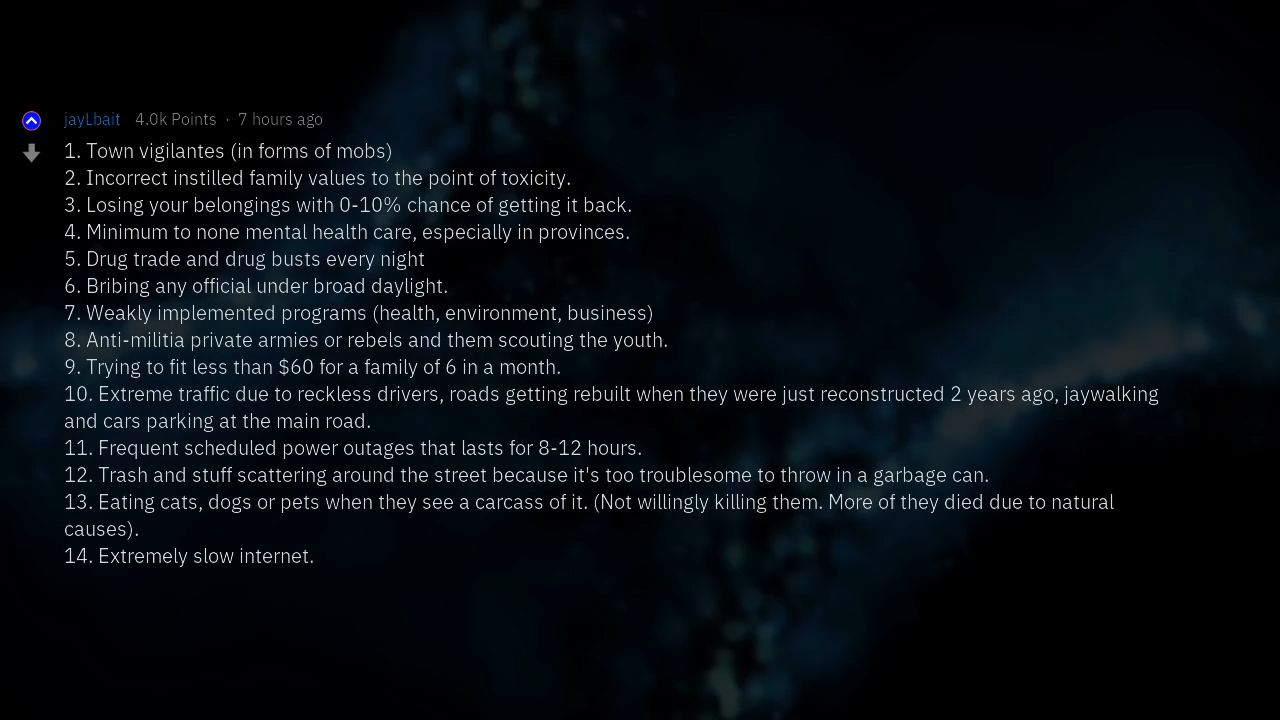 jayLbait 4.0k Points · 7 hours ago
1. Town vigilantes (in forms of mobs)
2. Incorrect instilled family values to the point of toxicity.
3. Losing your belongings with 0-10% chance of getting it back.
4. Minimum to none mental health care, especially in provinces.
5. Drug trade and drug busts every night
6. Bribing any official under broad daylight.
7. Weakly implemented programs (health, environment, business)
8. Anti-militia private armies or rebels and them scouting the youth.
9. Trying to fit less than $60 for a family of 6 in a month.
10. Extreme traffic due to reckless drivers, roads getting rebuilt when they were just reconstructed 2 years ago, jaywalking
and cars parking at the main road.
11. Frequent scheduled power outages that lasts for 8-12 hours.
12. Trash and stuff scattering around the street because it's too troublesome to throw in a garbage can.
13. Eating cats, dogs or pets when they see a carcass of it. (Not willingly killing them. More of they died due to natural
causes).
14. Extremely slow internet.